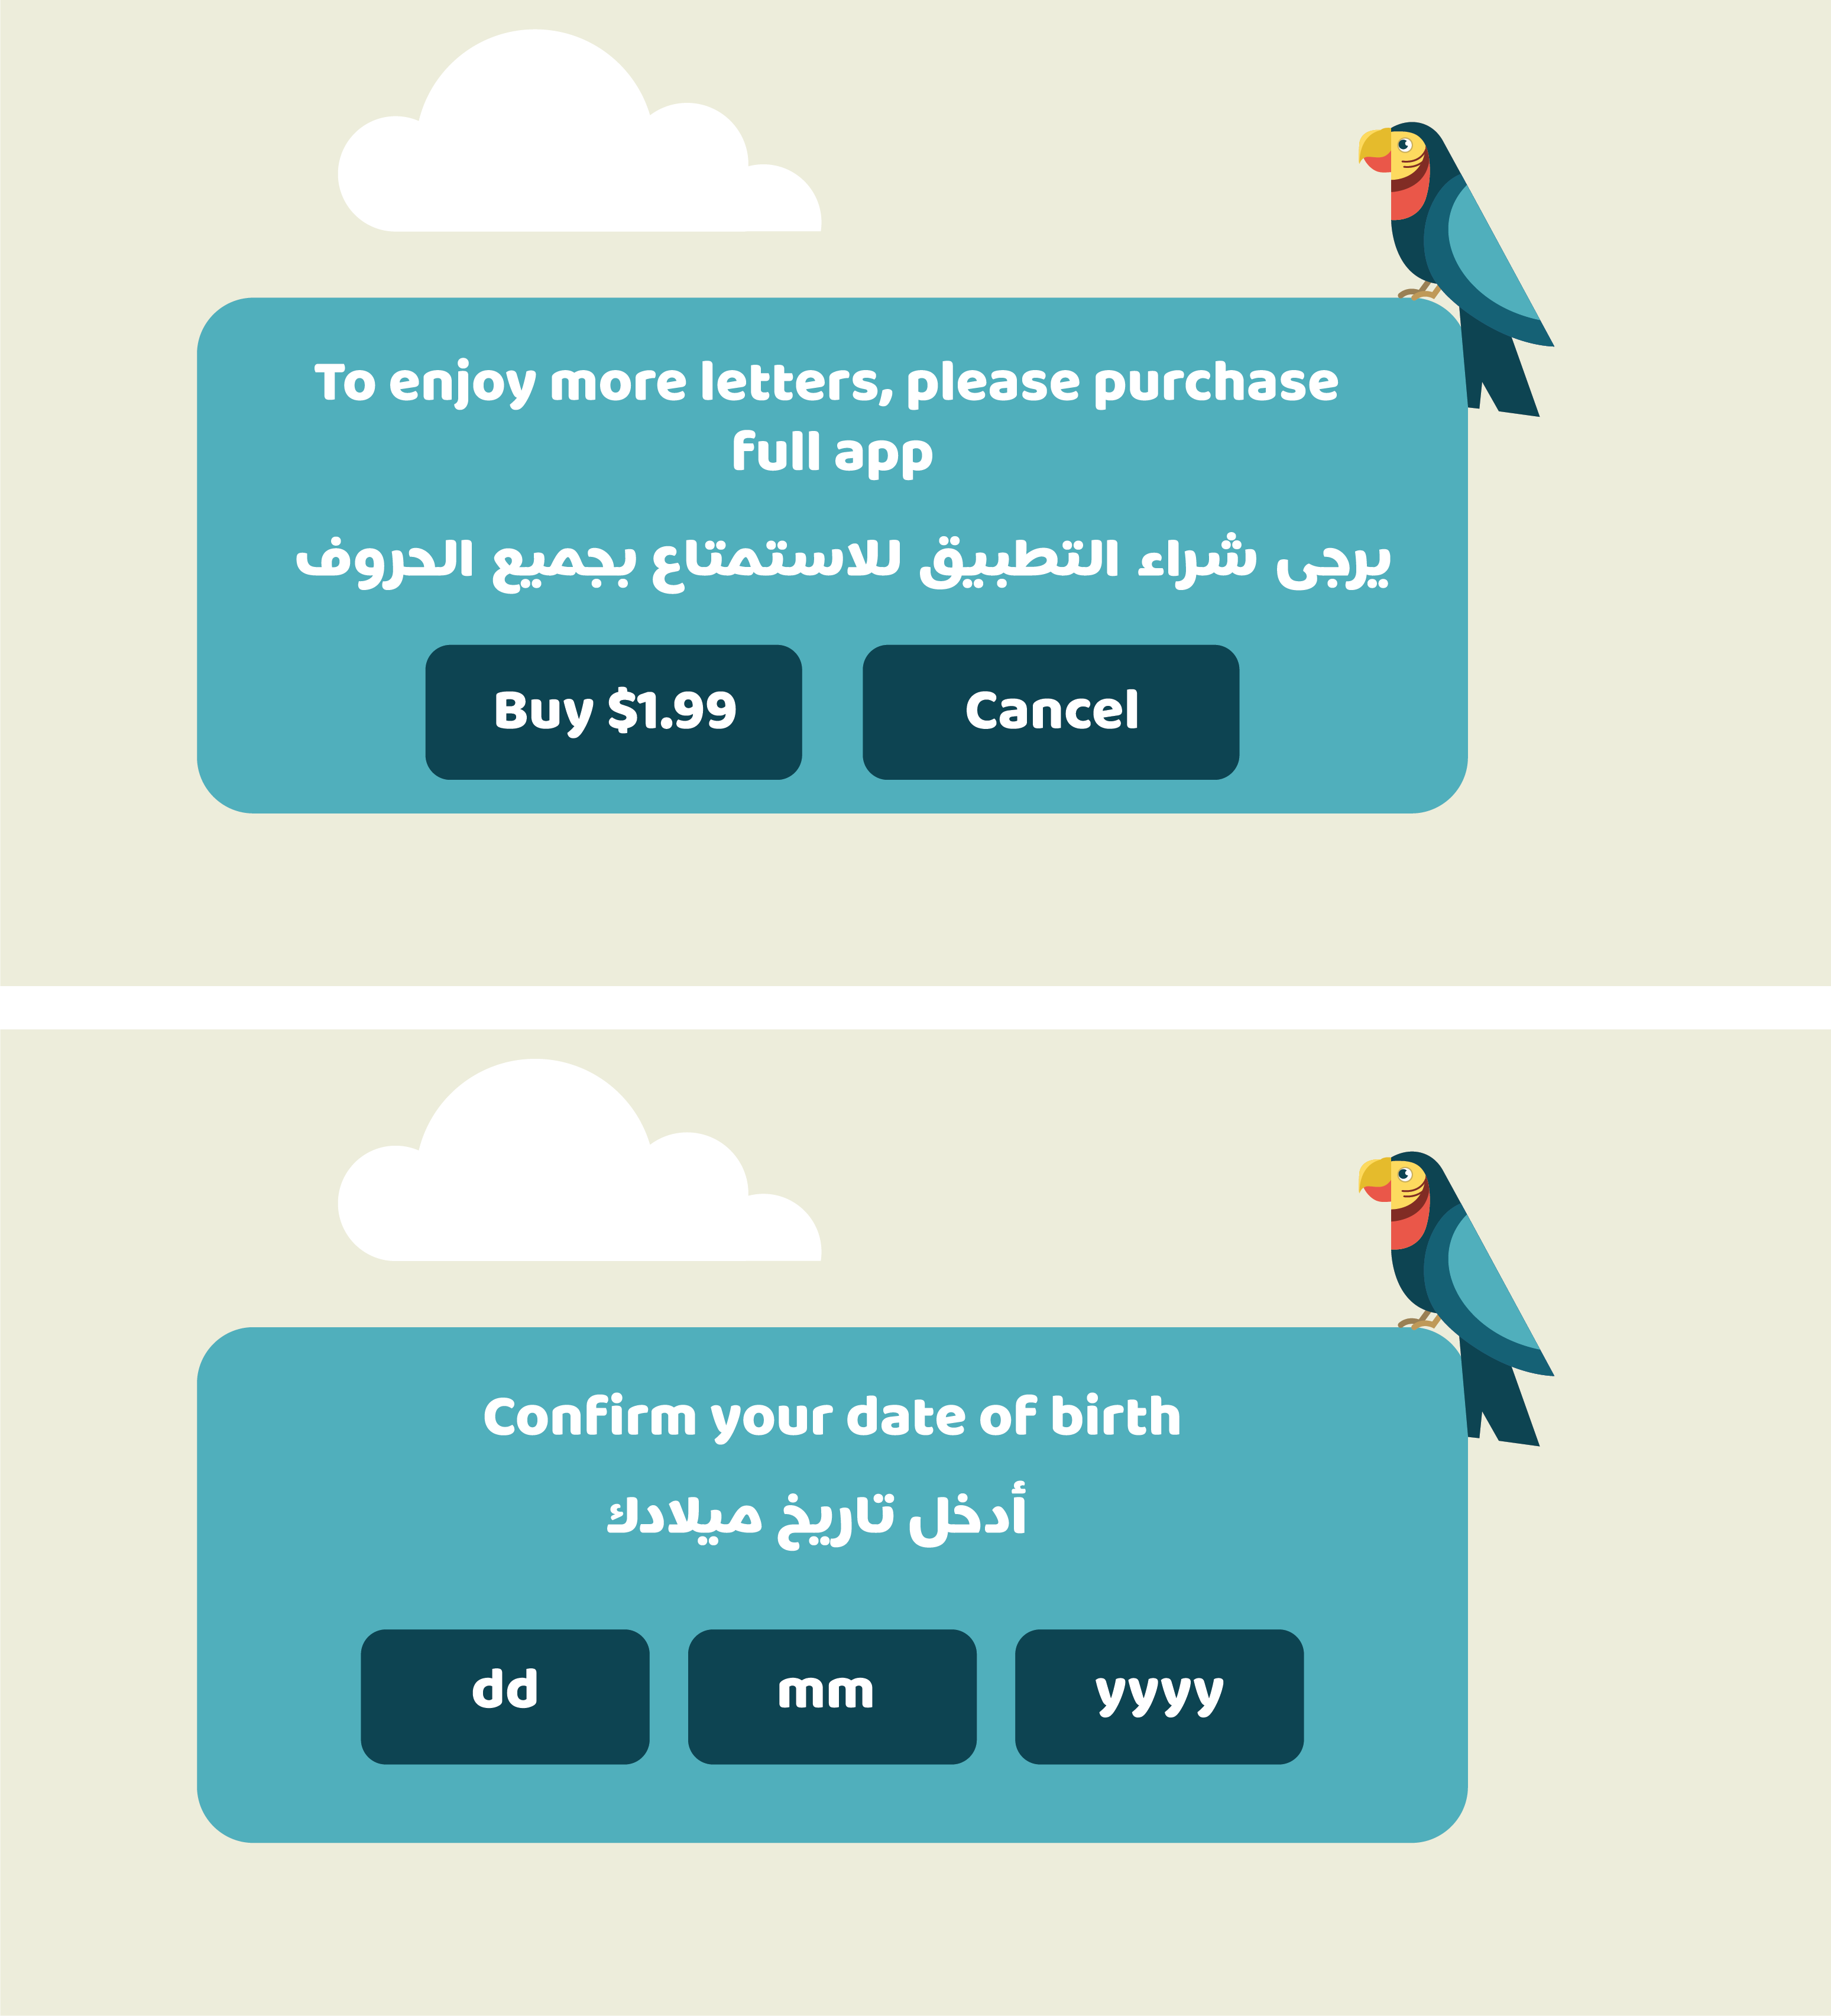 To enjoy more letters, please purchase
full app
يرجى شراء التطبيق للاستمتاع بجميع الحروف
Buy $1.99
Cancel
Confirm your date of birth
أدخل تاريخ ميلادك
dd
mm
yyyy